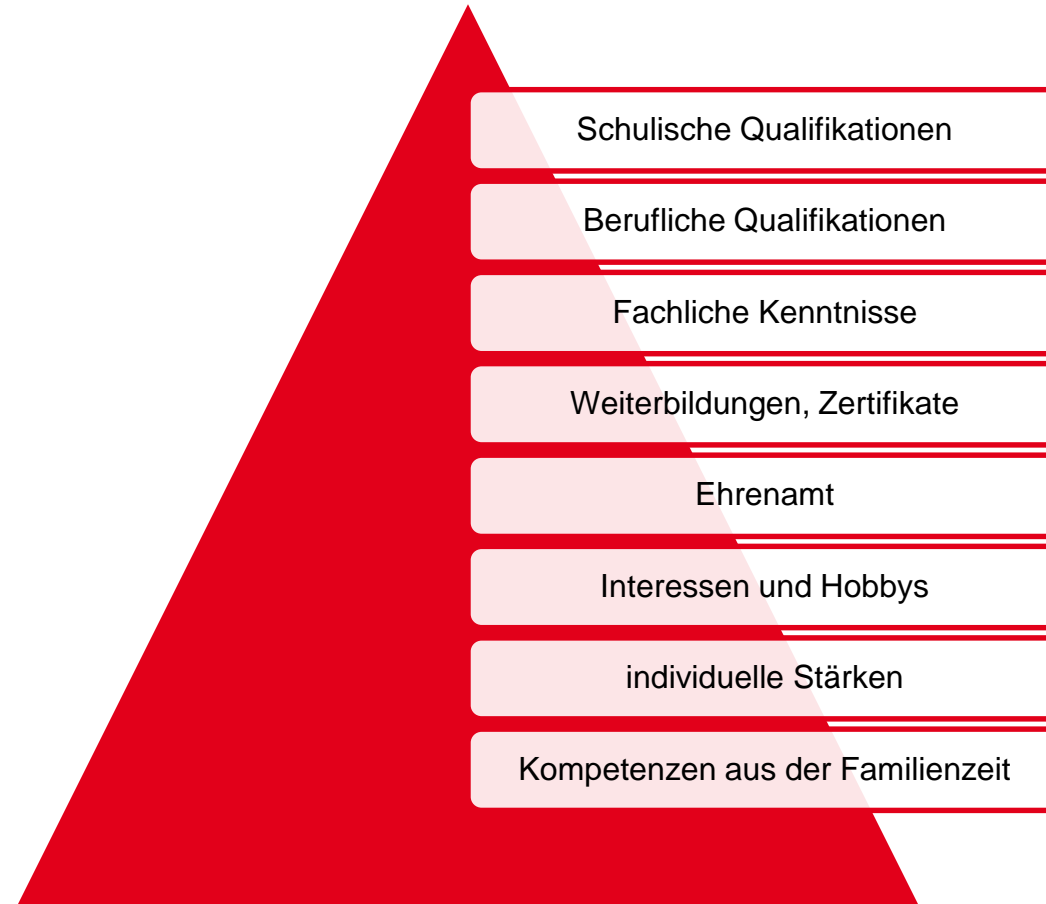 Schulische Qualifikationen
Berufliche Qualifikationen
Fachliche Kenntnisse
Weiterbildungen, Zertifikate
Ehrenamt
Interessen und Hobbys
individuelle Stärken
Kompetenzen aus der Familienzeit